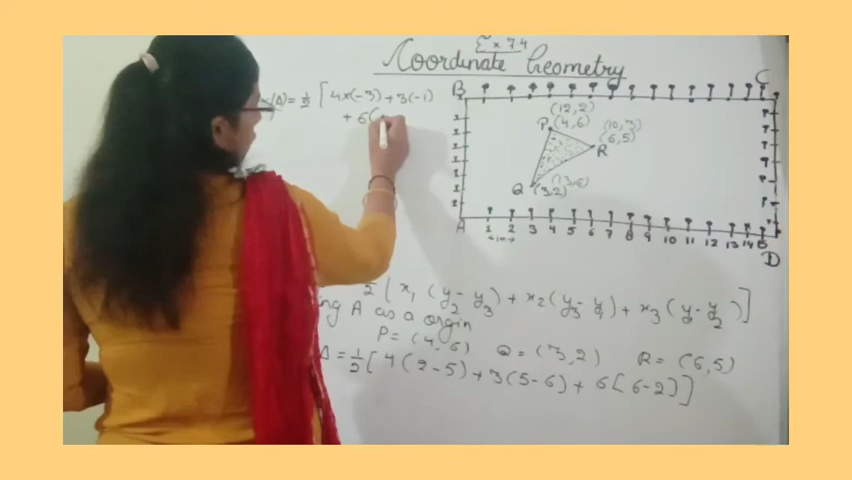 Ex 7.4
Coordinate Geometry
(Δ) = 1/2 [ 4x(-3) + 3(-1)
+ 6(
B
C
(12, 2)
P (4, 6)
(10, 3)
(6, 5)
R
Q (3, 2)
A
1 2 3 4 5 6 7 8 9 10 11 12 13 14 15
D
2 [ x1 (y2 - y3) + x2 (y3 - y1) + x3 (y1 - y2) ]
ing A as a orgin
P = (4, 6) Q = (3, 2) R = (6, 5)
Δ = 1/2 [ 4 ( 2 - 5 ) + 3 ( 5 - 6 ) + 6 [ 6 - 2 ) ]